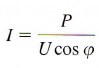 I = P / (U cos φ)